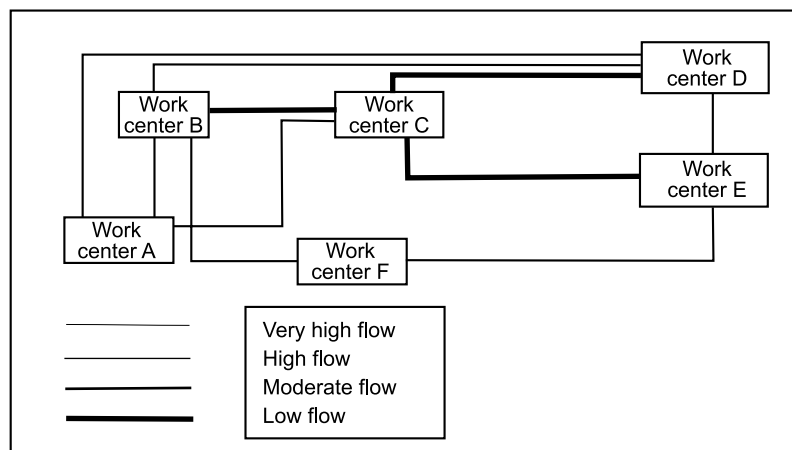 Work
center D
Work
center B
Work
center C
Work
center E
Work
center A
Work
center F
Very high flow
High flow
Moderate flow
Low flow